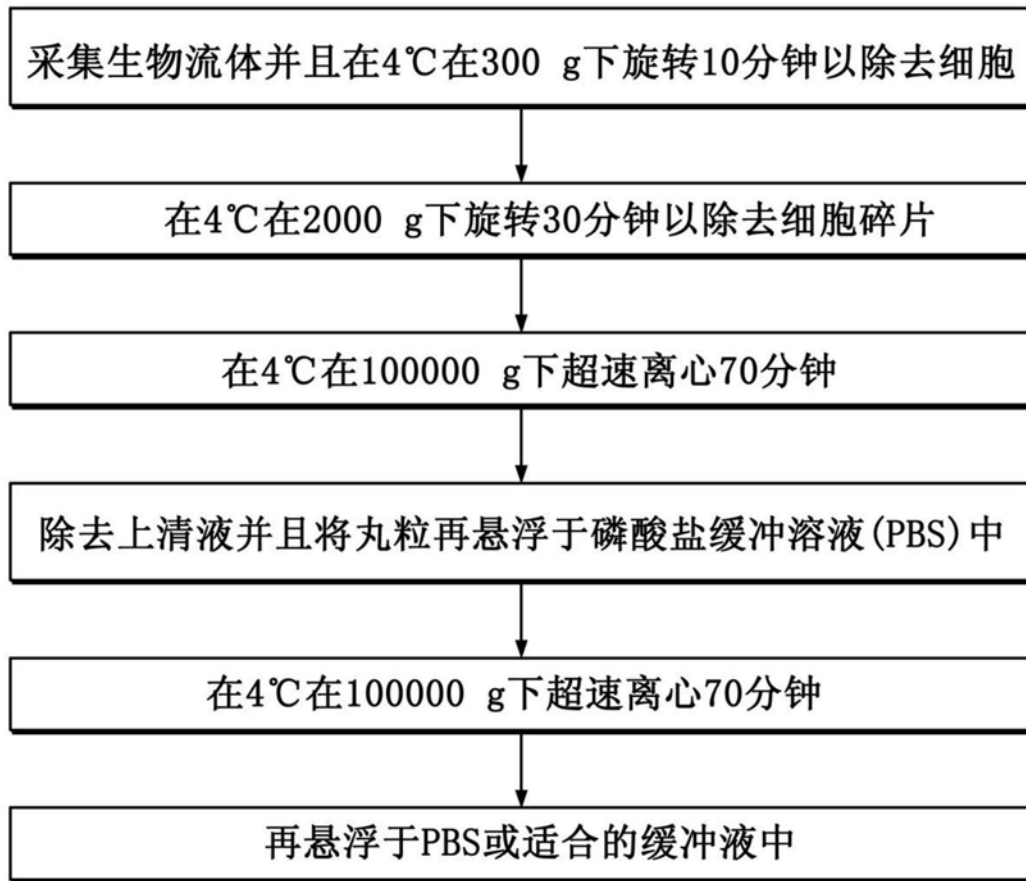 采集生物流体并且在4℃在300 g下旋转10分钟以除去细胞
在4℃在2000 g下旋转30分钟以除去细胞碎片
在4℃在100000 g下超速离心70分钟
除去上清液并且将丸粒再悬浮于磷酸盐缓冲溶液(PBS)中
在4℃在100000 g下超速离心70分钟
再悬浮于PBS或适合的缓冲液中